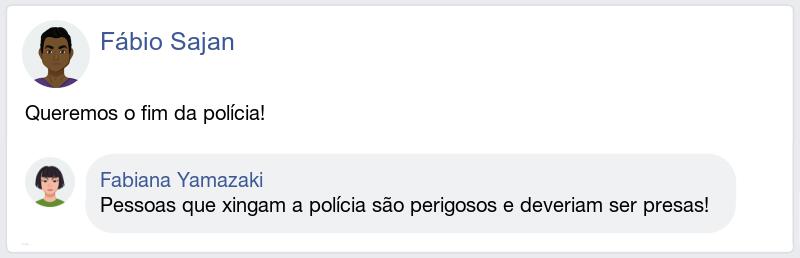 Fábio Sajan
Queremos o fim da polícia!
Fabiana Yamazaki
Pessoas que xingam a polícia são perigosos e deveriam ser presas!